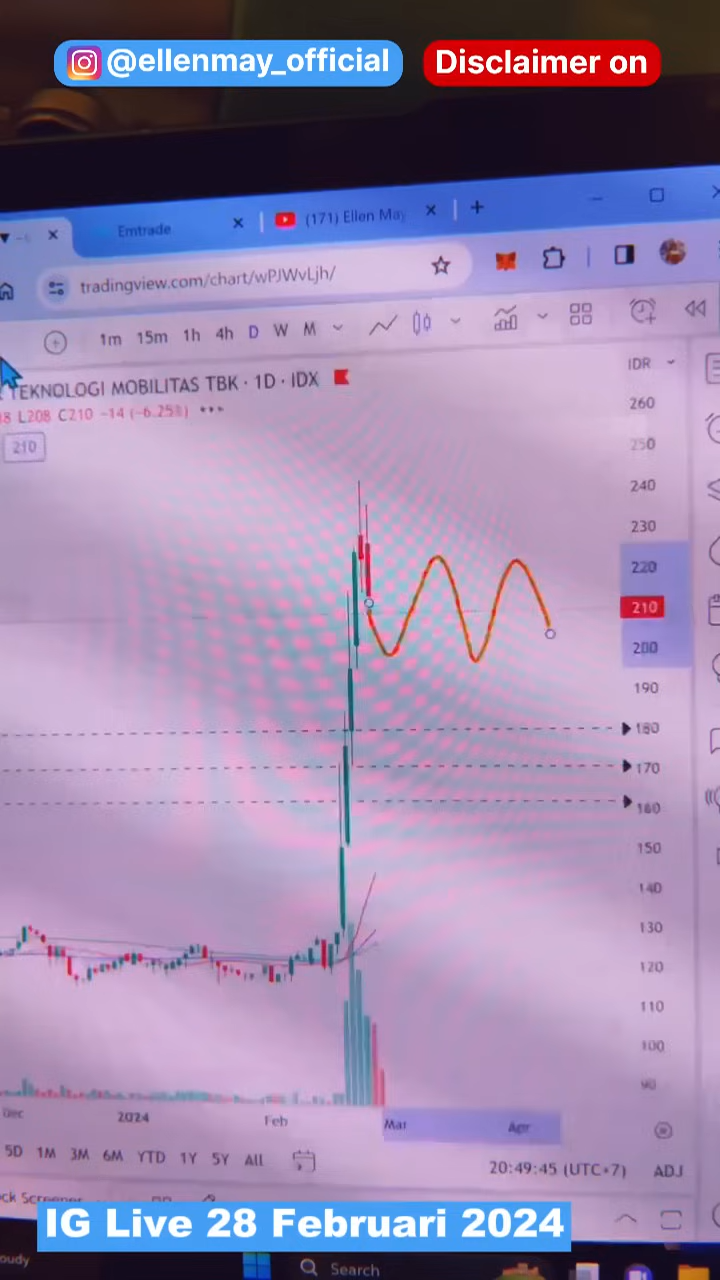 @ellenmay_official Disclaimer on
Emtrade (171) Ellen May
tradingview.com/chart/wPJWvLjh/
1m 15m 1h 4h D W M
TEKNOLOGI MOBILITAS TBK · 1D · IDX
L208 C210 −14 (−6.25%)
210
IDR
260
250
240
230
220
210
200
190
180
170
160
150
140
130
120
110
100
90
Dec 2024 Feb Mar Apr
5D 1M 3M 6M YTD 1Y 5Y All
20:49:45 (UTC+7) ADJ
IG Live 28 Februari 2024
Search